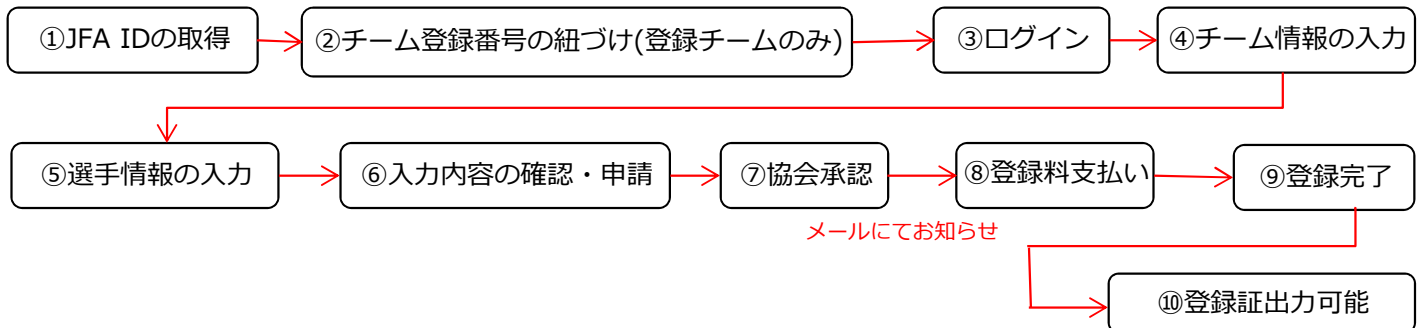 ①JFA IDの取得
②チーム登録番号の紐づけ(登録チームのみ)
③ログイン
④チーム情報の入力
⑤選手情報の入力
⑥入力内容の確認・申請
⑦協会承認
⑧登録料支払い
⑨登録完了
メールにてお知らせ
⑩登録証出力可能